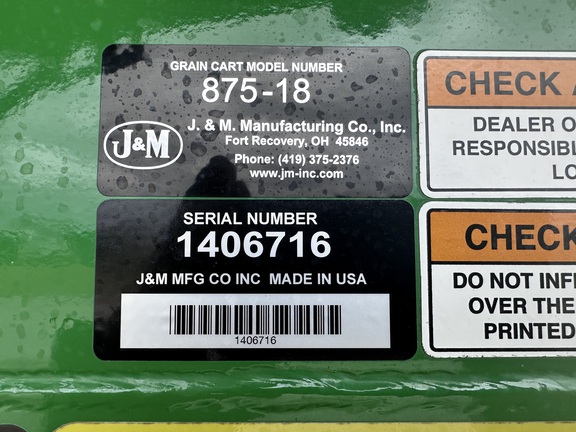 GRAIN CART MODEL NUMBER
875-18
J&M
J. & M. Manufacturing Co., Inc.
Fort Recovery, OH 45846
Phone: (419) 375-2376
www.jm-inc.com
SERIAL NUMBER
1406716
J&M MFG CO INC MADE IN USA
1406716
CHECK
DEALER
RESPONSIBL
LO
CHECK
DO NOT INF
OVER THE
PRINTED